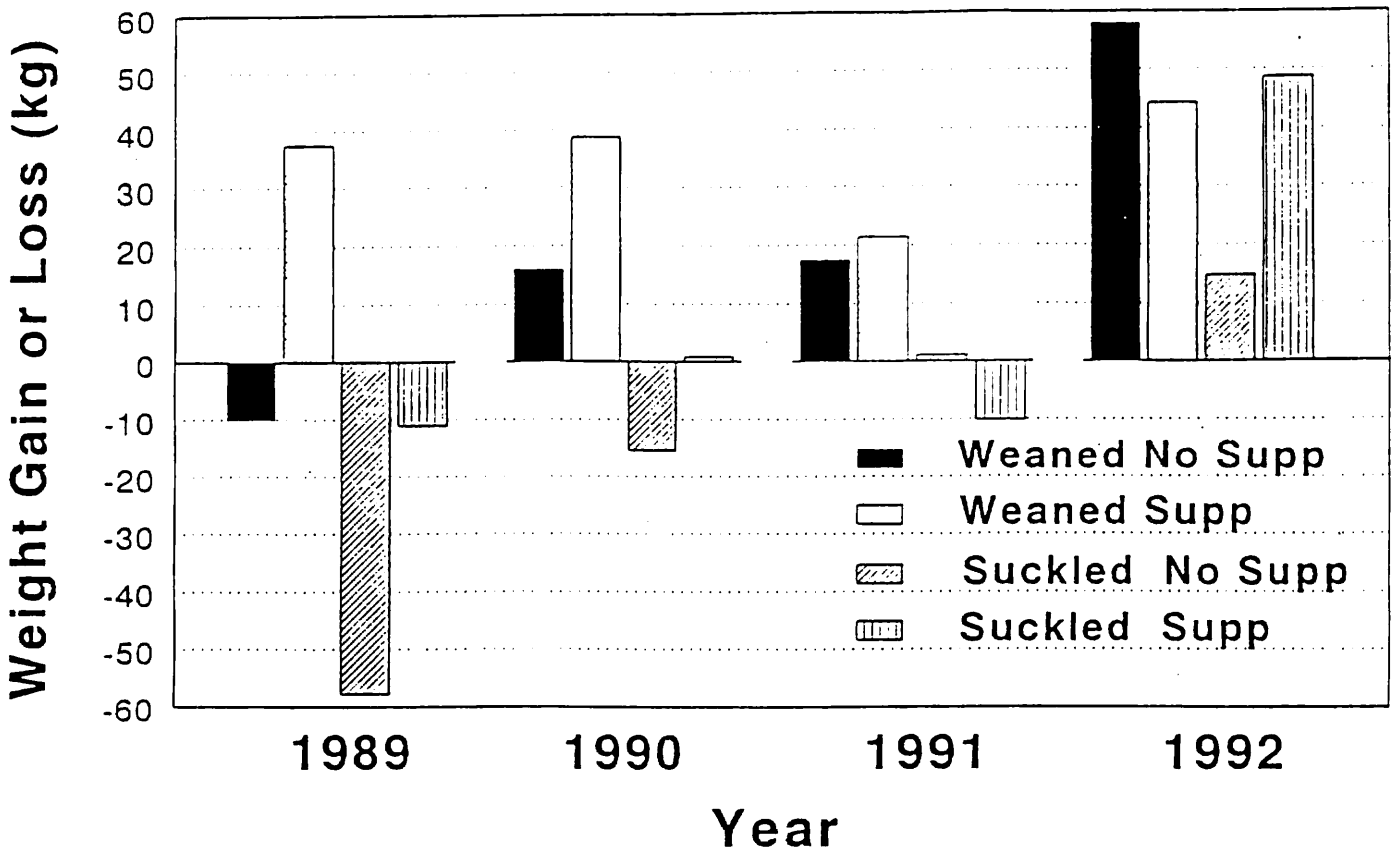 Weight Gain or Loss (kg)
60
50
40
30
20
10
0
-10
-20
-30
-40
-50
-60
Weaned No Supp
Weaned Supp
Suckled No Supp
Suckled Supp
1989 1990 1991 1992
Year